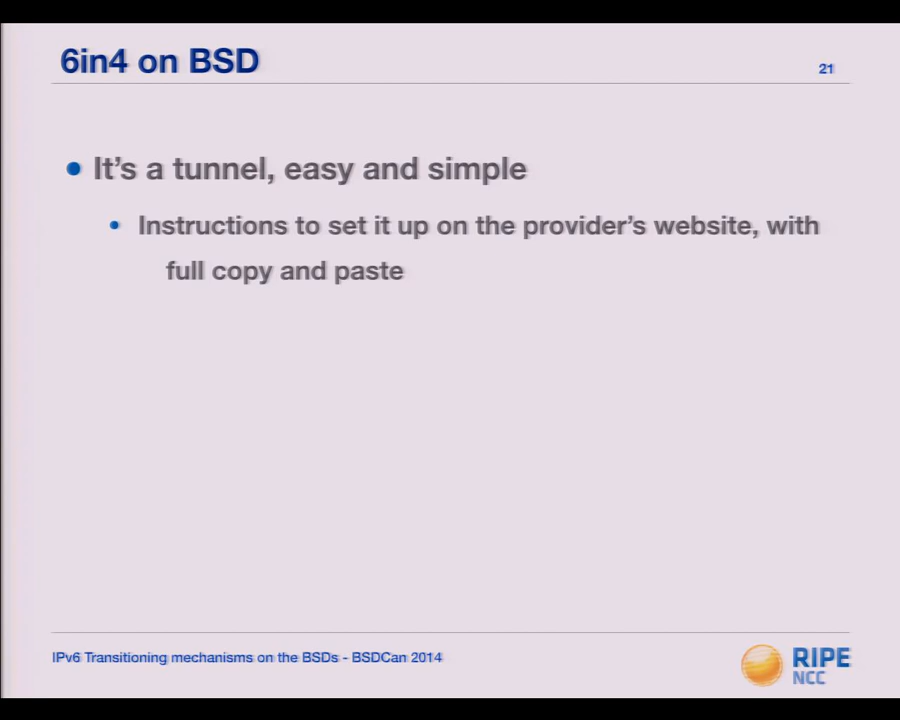 6in4 on BSD
21
• It's a tunnel, easy and simple
• Instructions to set it up on the provider's website, with
full copy and paste
IPv6 Transitioning mechanisms on the BSDs - BSDCan 2014
RIPE
NCC